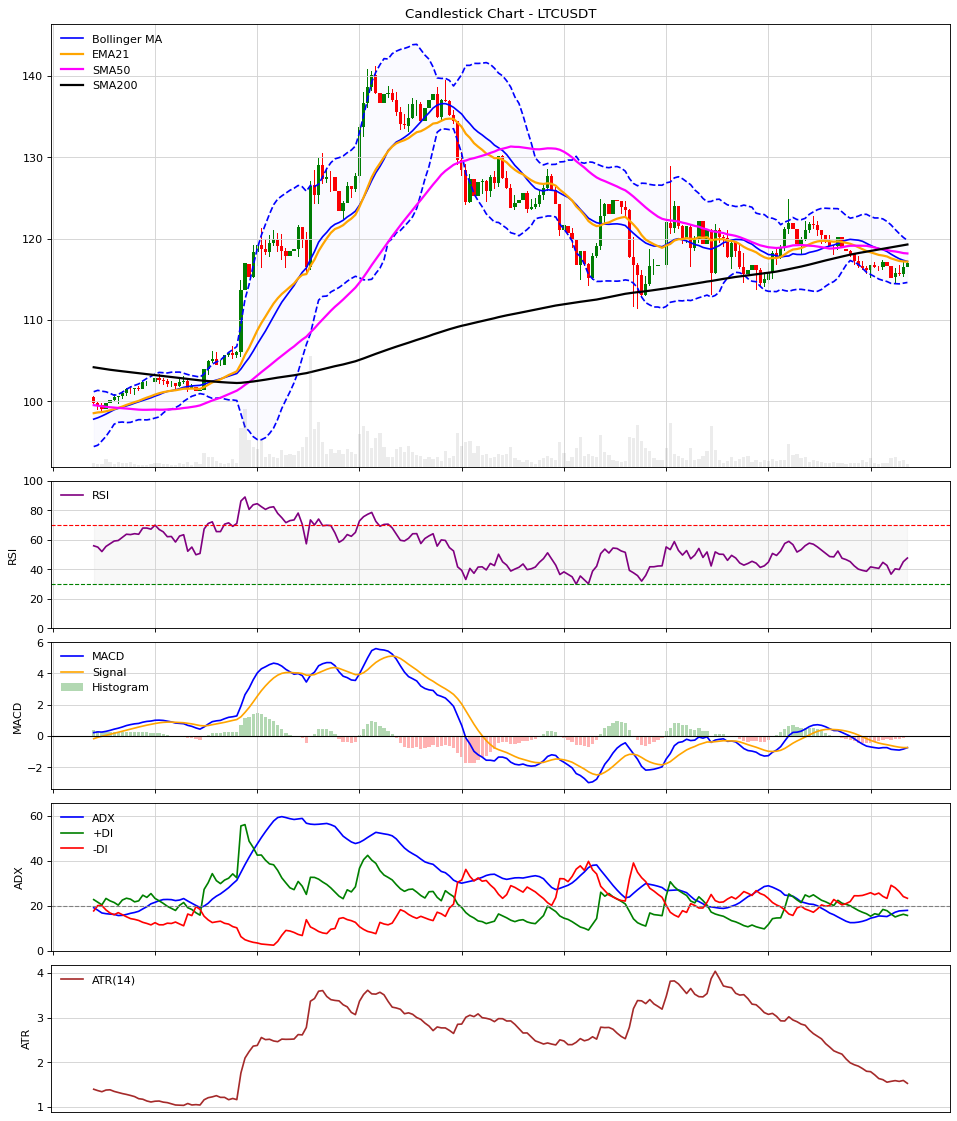 Candlestick Chart - LTCUSDT
Bollinger MA
EMA21
SMA50
SMA200
140
130
120
110
100
100
80
60
40
20
0
RSI
RSI
6
4
2
0
−2
MACD
MACD
Signal
Histogram
60
40
20
0
ADX
ADX
+DI
-DI
4
3
2
1
ATR
ATR(14)